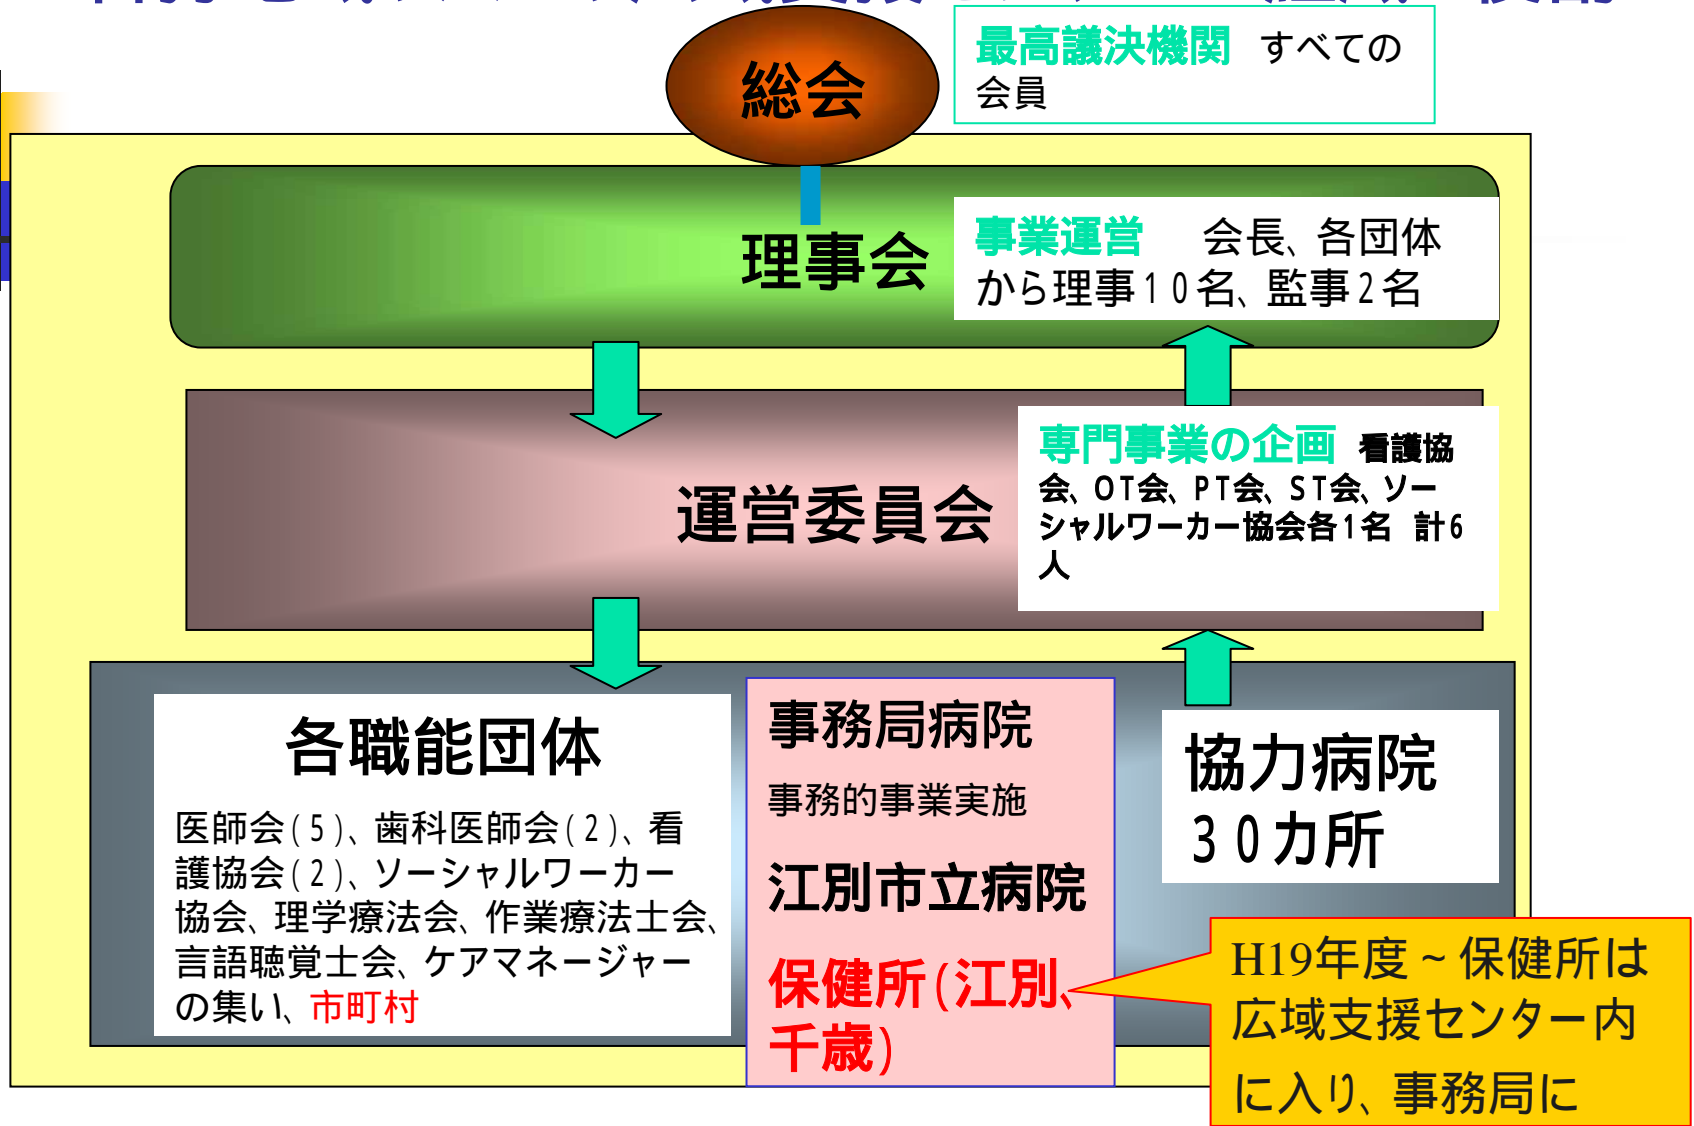 総会
最高議決機関 すべての
会員
理事会
事業運営 会長、各団体
から理事10名、監事2名
運営委員会
専門事業の企画 看護協
会、OT会、PT会、ST会、ソー
シャルワーカー協会各1名 計6
人
各職能団体
医師会(5)、歯科医師会(2)、看
護協会(2)、ソーシャルワーカー
協会、理学療法会、作業療法士会、
言語聴覚士会、ケアマネージャー
の集い、市町村
事務局病院
事務的事業実施
江別市立病院
保健所(江別、
千歳)
協力病院
30カ所
H19年度～保健所は
広域支援センター内
に入り、事務局に